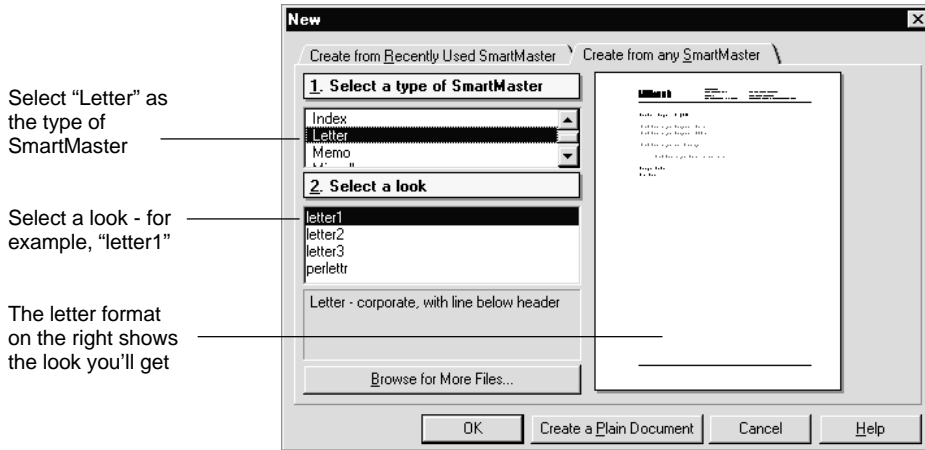 New
Create from Recently Used SmartMaster
Create from any SmartMaster
Select “Letter” as
the type of
SmartMaster
1. Select a type of SmartMaster
Index
Letter
Memo
2. Select a look
Select a look - for
example, “letter1”
letter1
letter2
letter3
perlettr
Letter - corporate, with line below header
The letter format
on the right shows
the look you’ll get
Browse for More Files...
OK
Create a Plain Document
Cancel
Help